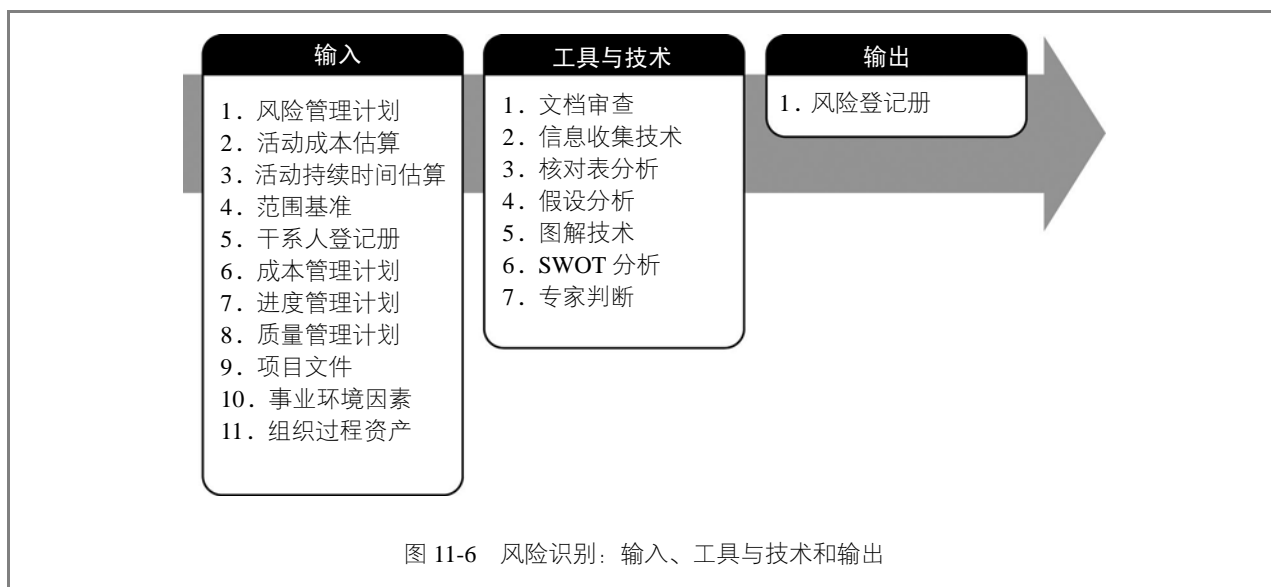 输入
1. 风险管理计划
2. 活动成本估算
3. 活动持续时间估算
4. 范围基准
5. 干系人登记册
6. 成本管理计划
7. 进度管理计划
8. 质量管理计划
9. 项目文件
10. 事业环境因素
11. 组织过程资产
工具与技术
1. 文档审查
2. 信息收集技术
3. 核对表分析
4. 假设分析
5. 图解技术
6. SWOT 分析
7. 专家判断
输出
1. 风险登记册
图 11-6 风险识别：输入、工具与技术和输出